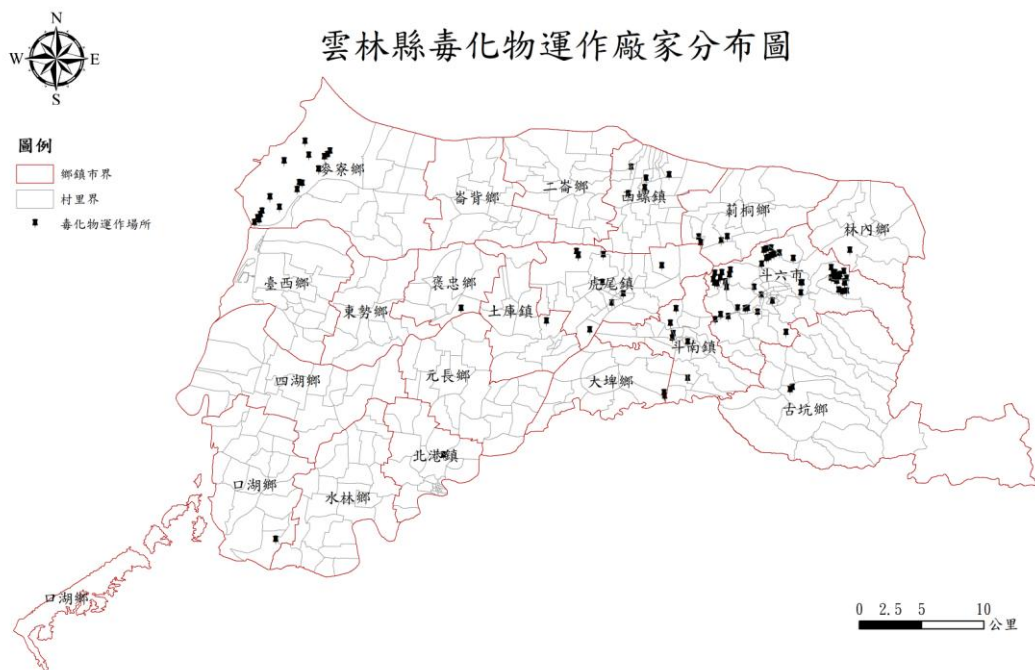 雲林縣毒化物運作廠家分布圖
N
W E
S
圖例
鄉鎮市界
村里界
毒化物運作場所
麥寮鄉
崙背鄉
二崙鄉
西螺鎮
莿桐鄉
林內鄉
臺西鄉
東勢鄉
褒忠鄉
土庫鎮
虎尾鎮
斗六市
斗南鎮
四湖鄉
元長鄉
大埤鄉
古坑鄉
北港鎮
口湖鄉
水林鄉
口湖鄉
0 2.5 5 10
公里